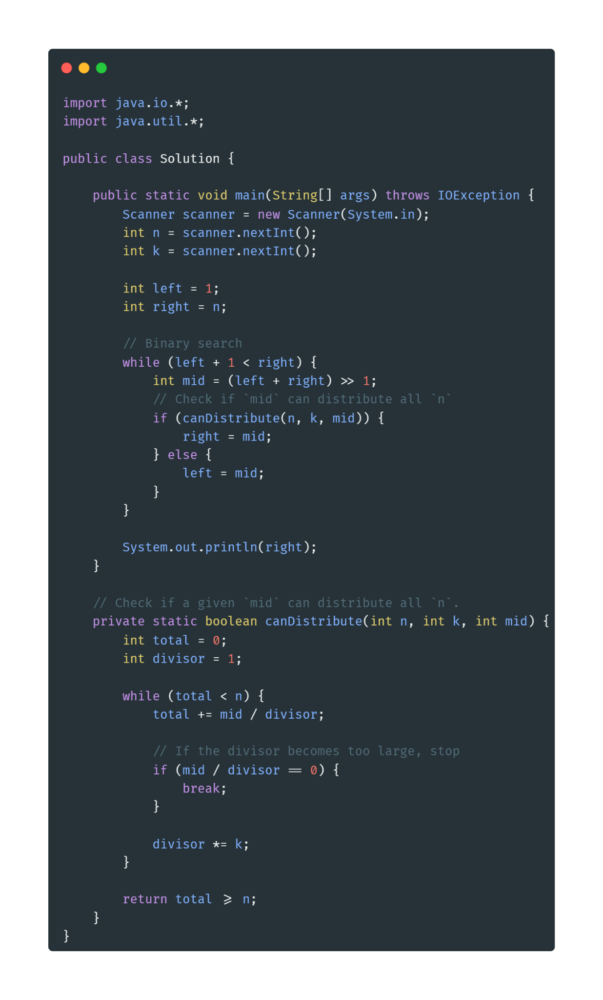 import java.io.*;
import java.util.*;

public class Solution {

    public static void main(String[] args) throws IOException {
        Scanner scanner = new Scanner(System.in);
        int n = scanner.nextInt();
        int k = scanner.nextInt();

        int left = 1;
        int right = n;

        // Binary search
        while (left + 1 < right) {
            int mid = (left + right) >> 1;
            // Check if `mid` can distribute all `n`
            if (canDistribute(n, k, mid)) {
                right = mid;
            } else {
                left = mid;
            }
        }

        System.out.println(right);
    }

    // Check if a given `mid` can distribute all `n`.
    private static boolean canDistribute(int n, int k, int mid) {
        int total = 0;
        int divisor = 1;

        while (total < n) {
            total += mid / divisor;

            // If the divisor becomes too large, stop
            if (mid / divisor == 0) {
                break;
            }

            divisor *= k;
        }

        return total >= n;
    }
}